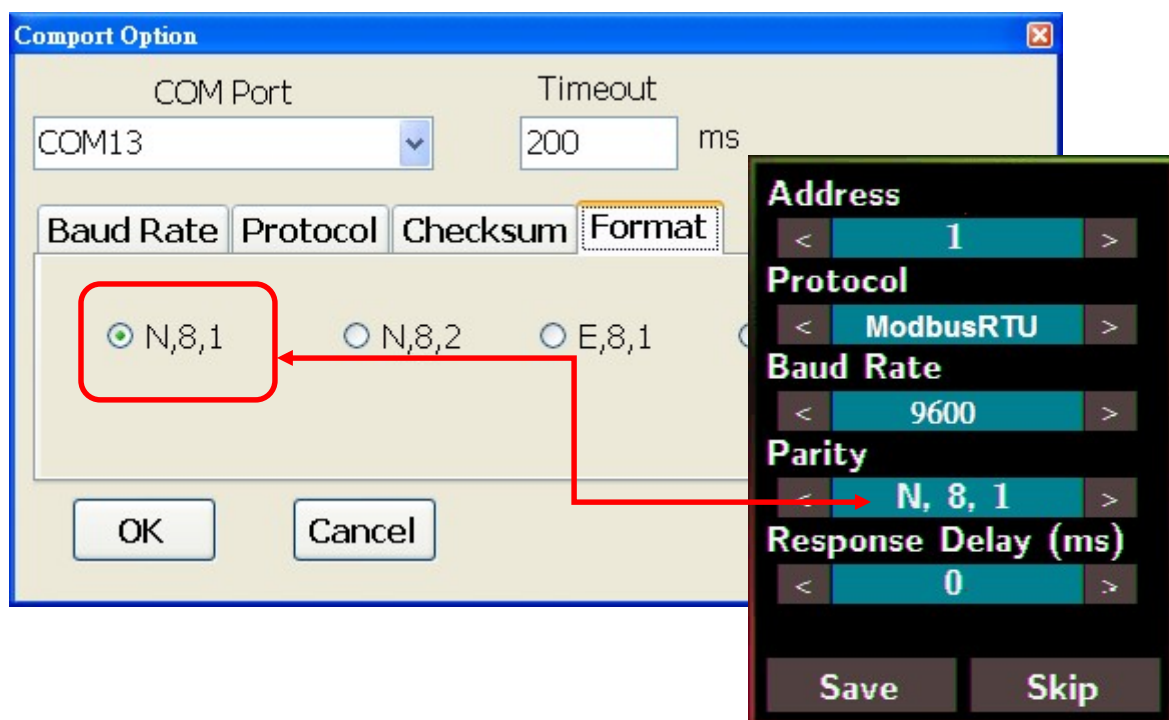 Comport Option
COM Port
Timeout
COM13
200
ms
Baud Rate
Protocol
Checksum
Format
N,8,1
N,8,2
E,8,1
OK
Cancel
Address
< 1 >
Protocol
< ModbusRTU >
Baud Rate
< 9600 >
Parity
< N, 8, 1 >
Response Delay (ms)
< 0 >
Save
Skip